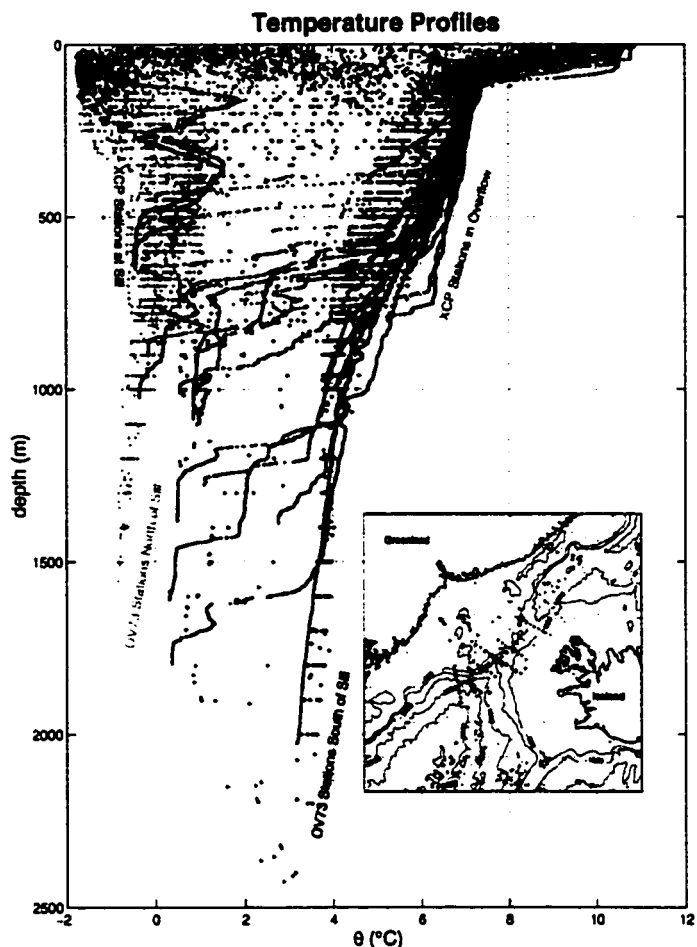 Temperature Profiles
0
500
1000
1500
2000
2500
depth (m)
-2
0
2
4
6
8
10
12
θ (°C)
XCP Stations at Sill
XCP Stations in Overflow
OV73 Stations North of Sill
OV73 Stations South of Sill
Greenland
Iceland